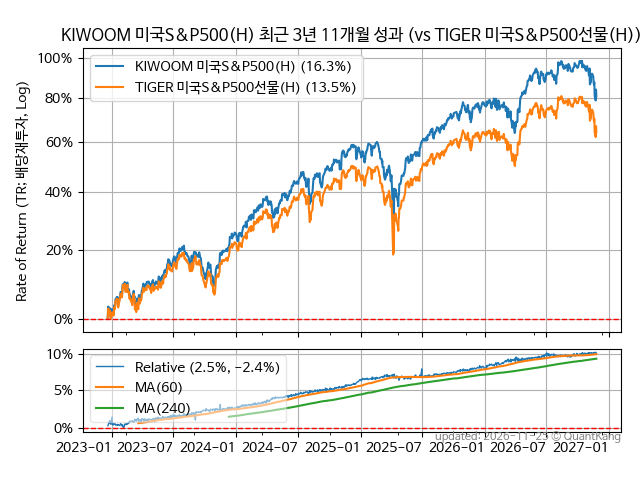 KIWOOM 미국S&P500(H) 최근 3년 11개월 성과 (vs TIGER 미국S&P500선물(H))
Rate of Return (TR; 배당재투자, Log)
100%
80%
60%
40%
20%
0%
KIWOOM 미국S&P500(H) (16.3%)
TIGER 미국S&P500선물(H) (13.5%)
10%
5%
0%
Relative (2.5%, −2.4%)
MA(60)
MA(240)
2023−01 2023−07 2024−01 2024−07 2025−01 2025−07 2026−01 2026−07 2027−01
updated: 2026−11−23 © QuantKang